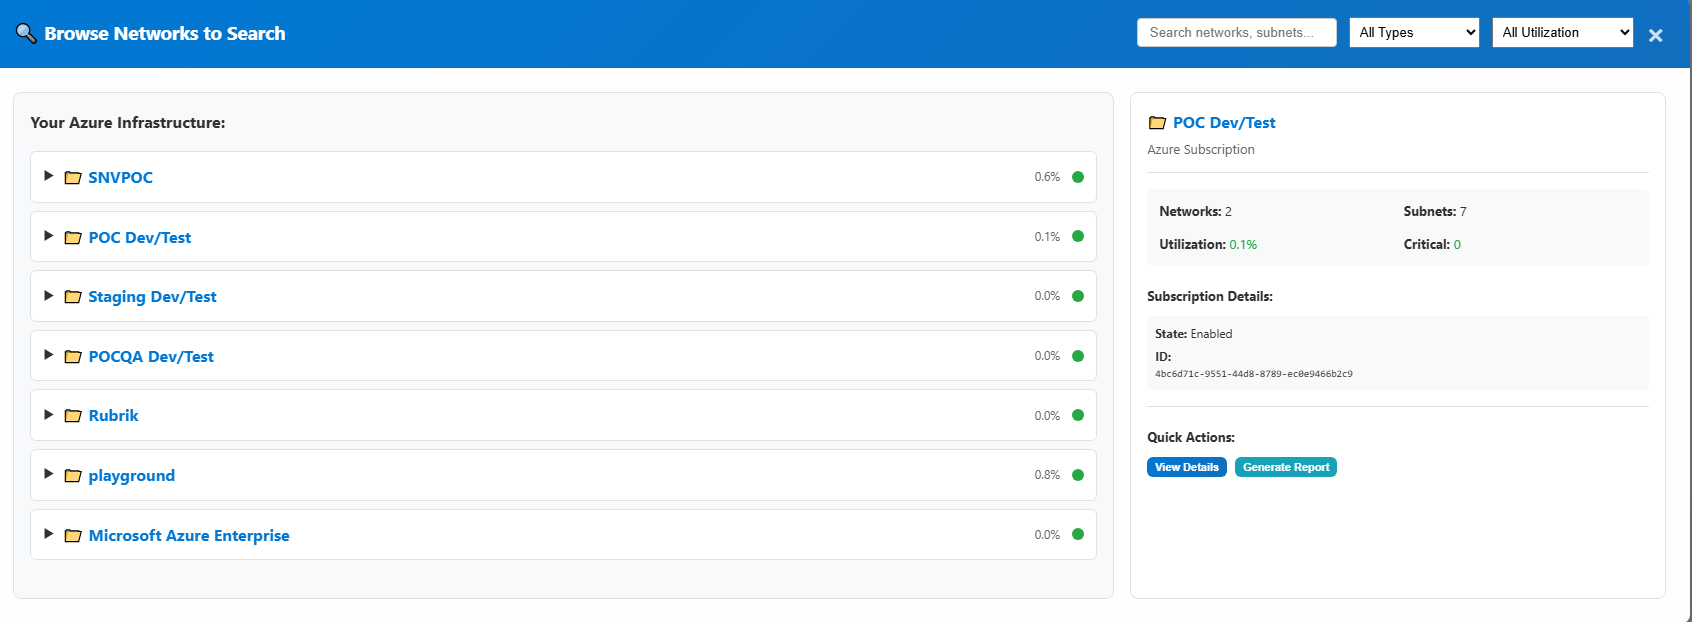 Browse Networks to Search
Search networks, subnets...
All Types
All Utilization
Your Azure Infrastructure:
SNVPOC
0.6%
POC Dev/Test
0.1%
Staging Dev/Test
0.0%
POCQA Dev/Test
0.0%
Rubrik
0.0%
playground
0.8%
Microsoft Azure Enterprise
0.0%
POC Dev/Test
Azure Subscription
Networks: 2
Subnets: 7
Utilization: 0.1%
Critical: 0
Subscription Details:
State: Enabled
ID:
4bc6d71c-9551-44d8-8789-ec0e9466b2c9
Quick Actions:
View Details
Generate Report